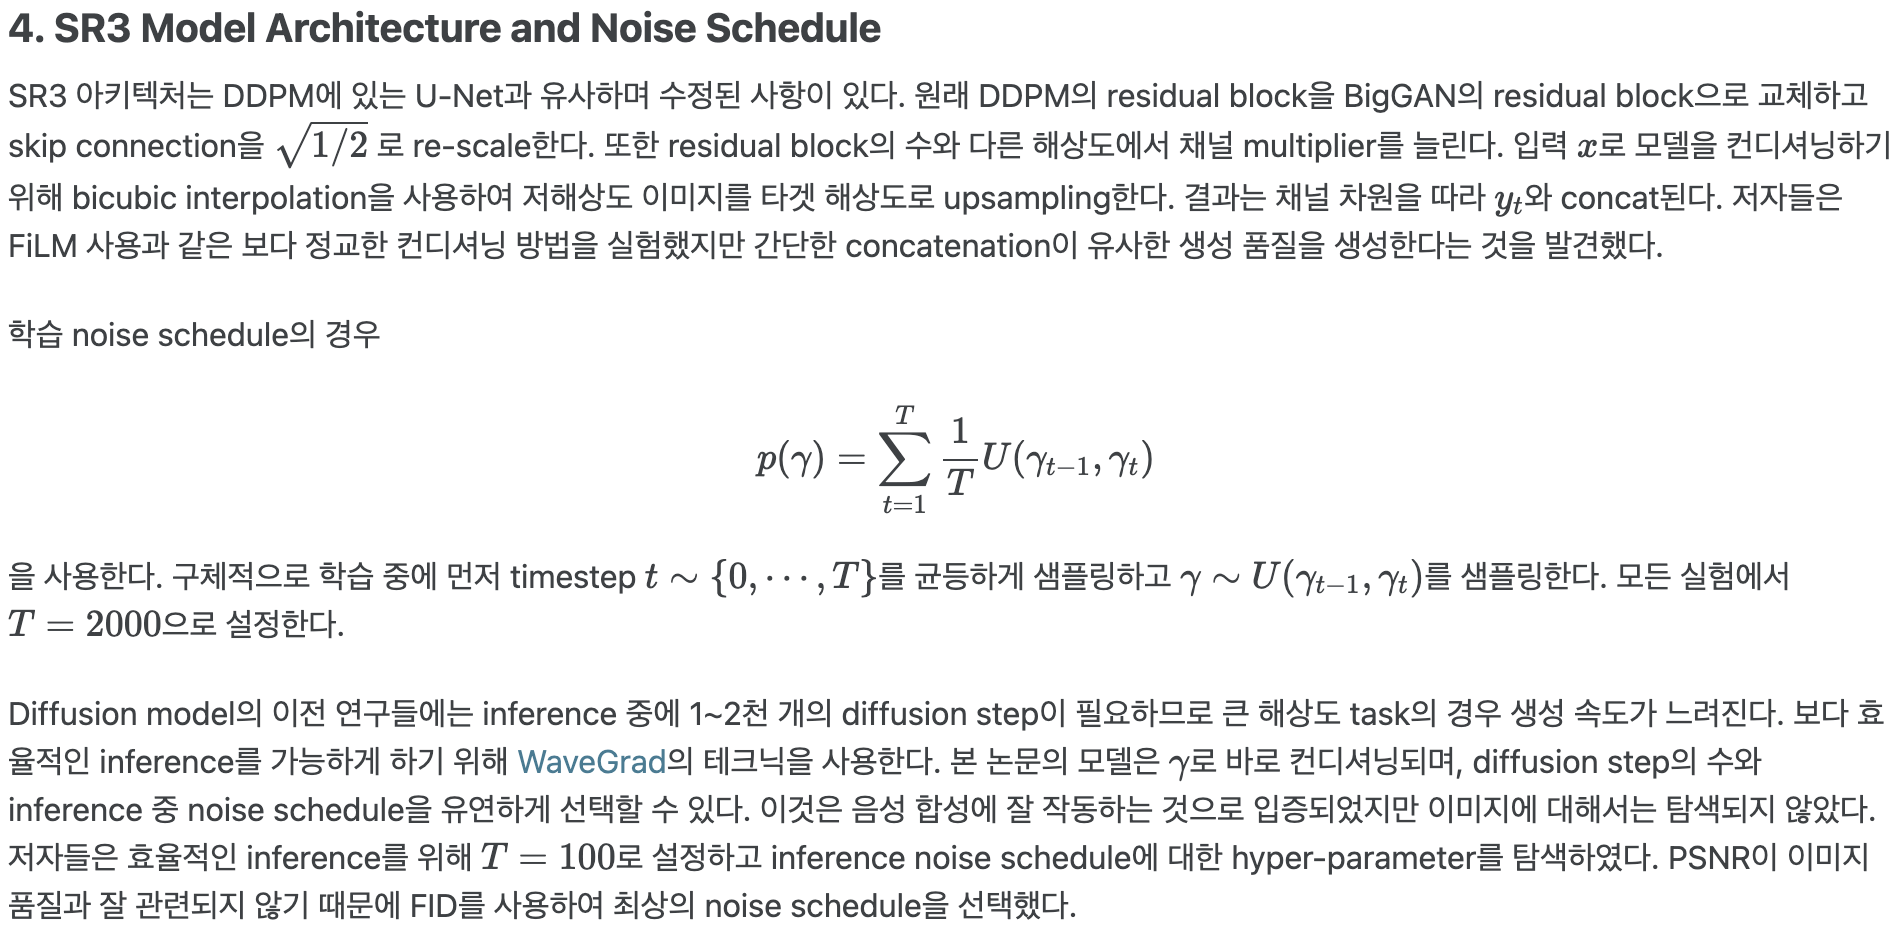 4. SR3 Model Architecture and Noise Schedule
SR3 아키텍처는 DDPM에 있는 U-Net과 유사하며 수정된 사항이 있다. 원래 DDPM의 residual block을 BigGAN의 residual block으로 교체하고
skip connection을 √1/2 로 re-scale한다. 또한 residual block의 수와 다른 해상도에서 채널 multiplier를 늘린다. 입력 x로 모델을 컨디셔닝하기
위해 bicubic interpolation을 사용하여 저해상도 이미지를 타겟 해상도로 upsampling한다. 결과는 채널 차원을 따라 y_t와 concat된다. 저자들은
FiLM 사용과 같은 보다 정교한 컨디셔닝 방법을 실험했지만 간단한 concatenation이 유사한 생성 품질을 생성한다는 것을 발견했다.
학습 noise schedule의 경우
p(γ) = ∑_{t=1}^{T} \frac{1}{T} U(γ_{t−1}, γ_t)
을 사용한다. 구체적으로 학습 중에 먼저 timestep t ∼ {0, ⋯ , T}를 균등하게 샘플링하고 γ ∼ U(γ_{t−1}, γ_t)를 샘플링한다. 모든 실험에서
T = 2000으로 설정한다.
Diffusion model의 이전 연구들에는 inference 중에 1~2천 개의 diffusion step이 필요하므로 큰 해상도 task의 경우 생성 속도가 느려진다. 보다 효
율적인 inference를 가능하게 하기 위해 WaveGrad의 테크닉을 사용한다. 본 논문의 모델은 γ로 바로 컨디셔닝되며, diffusion step의 수와
inference 중 noise schedule을 유연하게 선택할 수 있다. 이것은 음성 합성에 잘 작동하는 것으로 입증되었지만 이미지에 대해서는 탐색되지 않았다.
저자들은 효율적인 inference를 위해 T = 100로 설정하고 inference noise schedule에 대한 hyper-parameter를 탐색하였다. PSNR이 이미지
품질과 잘 관련되지 않기 때문에 FID를 사용하여 최상의 noise schedule을 선택했다.